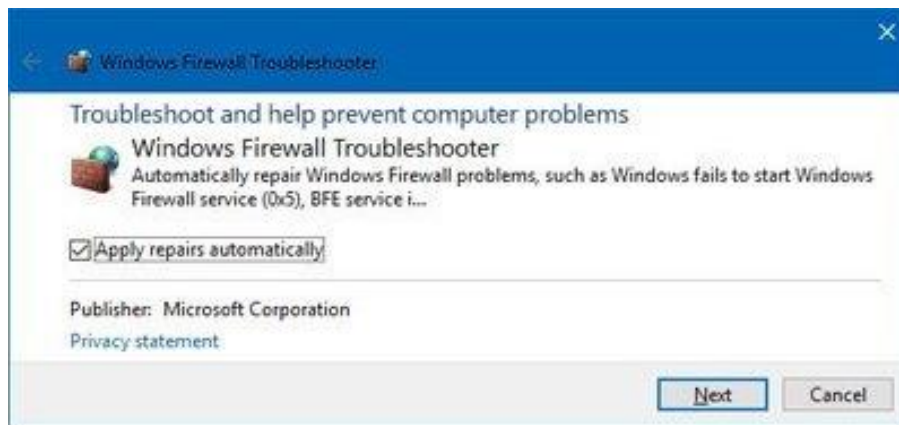 Windows Firewall Troubleshooter
Troubleshoot and help prevent computer problems
Windows Firewall Troubleshooter
Automatically repair Windows Firewall problems, such as Windows fails to start Windows
Firewall service (0x5), BFE service i...
Apply repairs automatically
Publisher: Microsoft Corporation
Privacy statement
Next
Cancel